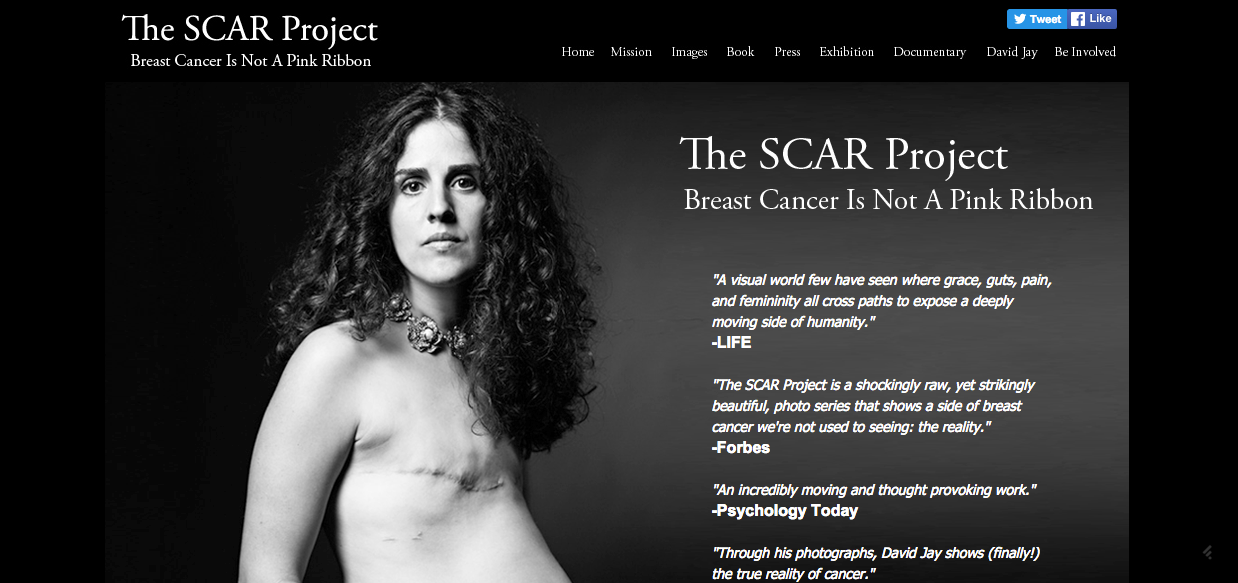 The SCAR Project
Breast Cancer Is Not A Pink Ribbon
Tweet Like
Home Mission Images Book Press Exhibition Documentary David Jay Be Involved
The SCAR Project
Breast Cancer Is Not A Pink Ribbon
"A visual world few have seen where grace, guts, pain,
and femininity all cross paths to expose a deeply
moving side of humanity."
-LIFE
"The SCAR Project is a shockingly raw, yet strikingly
beautiful, photo series that shows a side of breast
cancer we're not used to seeing: the reality."
-Forbes
"An incredibly moving and thought provoking work."
-Psychology Today
"Through his photographs, David Jay shows (finally!)
the true reality of cancer."